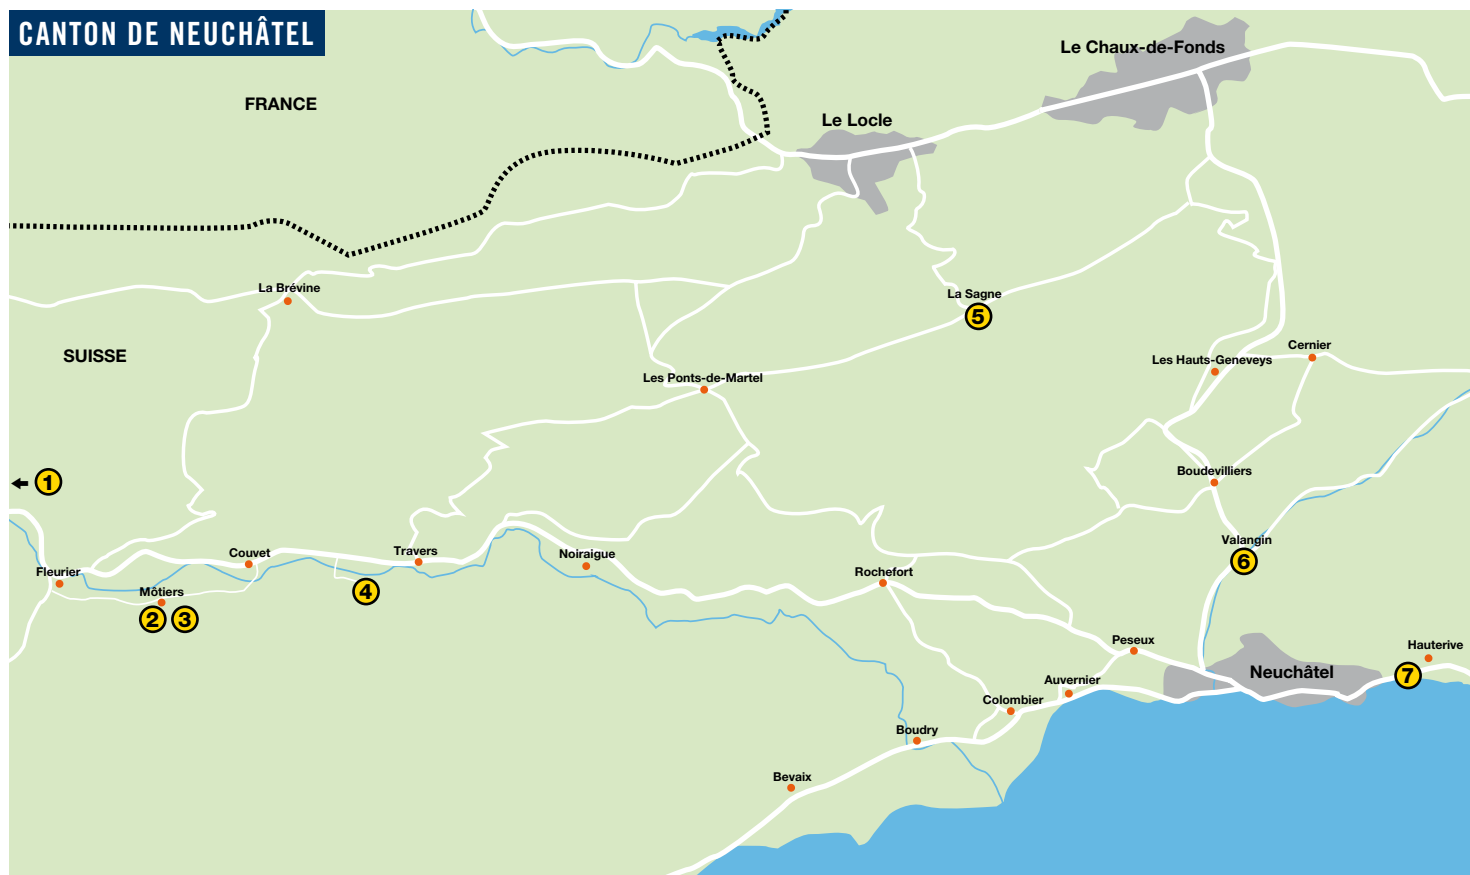 CANTON DE NEUCHÂTEL
Le Chaux-de-Fonds
FRANCE
Le Locle
La Brévine
La Sagne
5
SUISSE
Cernier
Les Hauts-Geneveys
Les Ponts-de-Martel
1
Boudevilliers
Valangin
6
Couvet
Travers
Noiraigue
Fleurier
Rochefort
Môtiers
4
2 3
Peseux
Hauterive
Neuchâtel
7
Auvernier
Colombier
Boudry
Bevaix